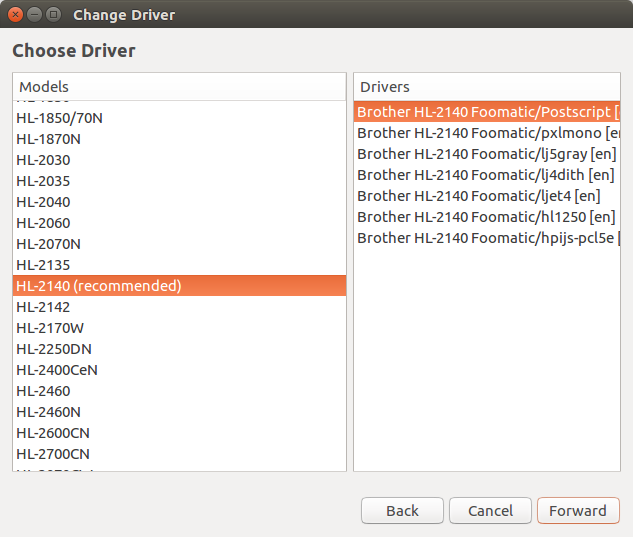 Change Driver
Choose Driver
Models
HL-1850/70N
HL-1870N
HL-2030
HL-2035
HL-2040
HL-2060
HL-2070N
HL-2135
HL-2140 (recommended)
HL-2142
HL-2170W
HL-2250DN
HL-2400CeN
HL-2460
HL-2460N
HL-2600CN
HL-2700CN
Drivers
Brother HL-2140 Foomatic/Postscript [
Brother HL-2140 Foomatic/pxlmono [en
Brother HL-2140 Foomatic/lj5gray [en]
Brother HL-2140 Foomatic/lj4dith [en]
Brother HL-2140 Foomatic/ljet4 [en]
Brother HL-2140 Foomatic/hl1250 [en]
Brother HL-2140 Foomatic/hpijs-pcl5e [
Back
Cancel
Forward